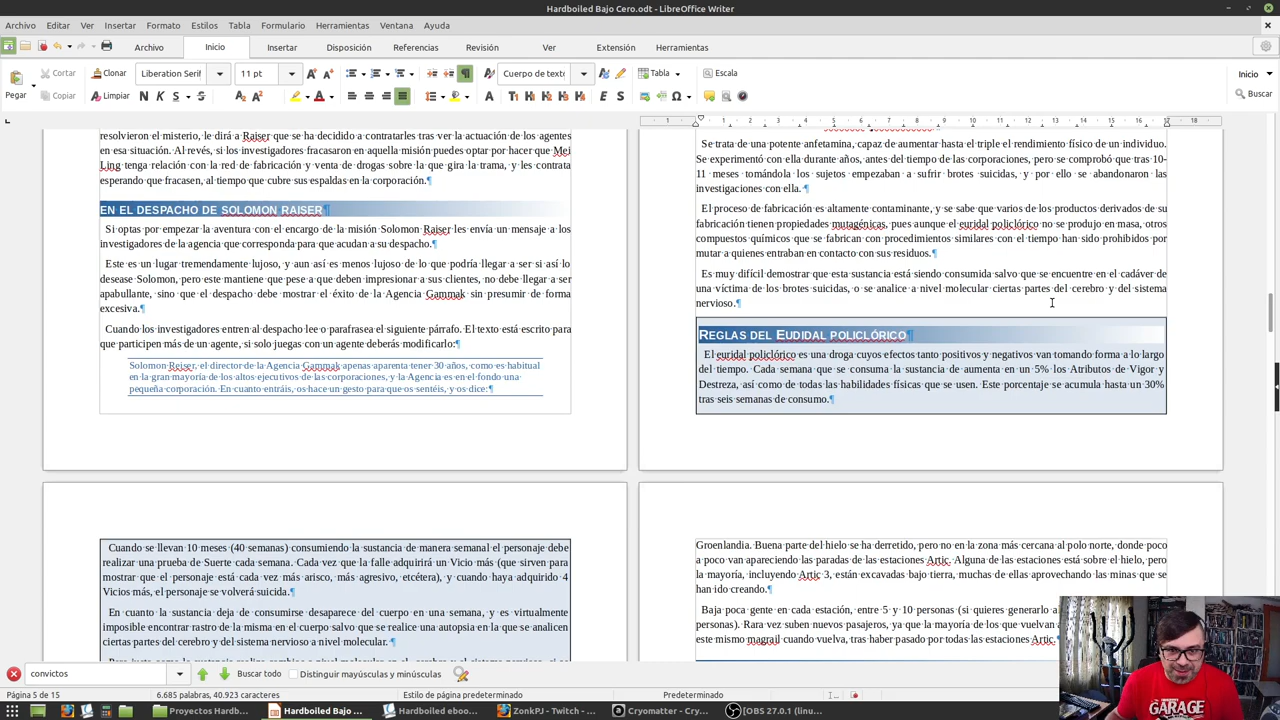 Hardboiled Bajo Cero.odt - LibreOffice Writer
Archivo Editar Ver Insertar Formato Estilos Tabla Formulario Herramientas Ventana Ayuda
Archivo Inicio Insertar Disposición Referencias Revisión Ver Extensión Herramientas
Pegar Cortar Copiar Clonar Limpiar Liberation Serif 11 pt Cuerpo de texto Tabla Escala Inicio Buscar
resolvieron el misterio, le dirá a Raiser que se ha decidido a contratarles tras ver la actuación de los agentes
en esa situación. Al revés, si los investigadores fracasaron en aquella misión puedes optar por hacer que Mei
Ling tenga relación con la red de fabricación y venta de drogas sobre la que gira la trama, y les contrata
esperando que fracasen, al tiempo que cubre sus espaldas en la corporación.¶
EN EL DESPACHO DE SOLOMON RAISER¶
Si optas por empezar la aventura con el encargo de la misión Solomon Raiser les envía un mensaje a los
investigadores de la agencia que corresponda para que acudan a su despacho.¶
Este es un lugar tremendamente lujoso, y aun así es menos lujoso de lo que podría llegar a ser si así lo
desease Solomon, pero este mantiene que pese a que deben impresionar a sus clientes, no debe llegar a ser
apabullante, sino que el despacho debe mostrar el éxito de la Agencia Gammak sin presumir de forma
excesiva.¶
Cuando los investigadores entren al despacho lee o parafrasea el siguiente párrafo. El texto está escrito para
que participen más de un agente, si solo juegas con un agente deberás modificarlo:¶
Solomon Reiser, el director de la Agencia Gammak apenas aparenta tener 30 años, como es habitual
en la gran mayoría de los altos ejecutivos de las corporaciones, y la Agencia es en el fondo una
pequeña corporación. En cuanto entráis, os hace un gesto para que os sentéis, y os dice:¶
Se trata de una potente anfetamina, capaz de aumentar hasta el triple el rendimiento físico de un individuo.
Se experimentó con ella durante años, antes del tiempo de las corporaciones, pero se comprobó que tras 10-
11 meses tomándola los sujetos empezaban a sufrir brotes suicidas, y por ello se abandonaron las
investigaciones con ella. ¶
El proceso de fabricación es altamente contaminante, y se sabe que varios de los productos derivados de su
fabricación tienen propiedades mutagénicas, pues aunque el euridal policlórico no se produjo en masa, otros
compuestos químicos que se fabrican con procedimientos similares con el tiempo han sido prohibidos por
mutar a quienes entraban en contacto con sus residuos.¶
Es muy difícil demostrar que esta sustancia está siendo consumida salvo que se encuentre en el cadáver de
una víctima de los brotes suicidas, o se analice a nivel molecular ciertas partes del cerebro y del sistema
nervioso.¶
REGLAS DEL EUDIDAL POLICLÓRICO¶
El euridal policlórico es una droga cuyos efectos tanto positivos y negativos van tomando forma a lo largo
del tiempo. Cada semana que se consuma la sustancia de aumenta en un 5% los Atributos de Vigor y
Destreza, así como de todas las habilidades físicas que se usen. Este porcentaje se acumula hasta un 30%
tras seis semanas de consumo.¶
Cuando se llevan 10 meses (40 semanas) consumiendo la sustancia de manera semanal el personaje debe
realizar una prueba de Suerte cada semana. Cada vez que la falle adquirirá un Vicio más (que sirven para
mostrar que el personaje está cada vez más arisco, más agresivo, etcétera), y cuando haya adquirido 4
Vicios más, el personaje se volverá suicida.¶
En cuanto la sustancia deja de consumirse desaparece del cuerpo en una semana, y es virtualmente
imposible encontrar rastro de la misma en el cuerpo salvo que se realice una autopsia en la que se analicen
ciertas partes del cerebro y del sistema nervioso a nivel molecular. ¶
Groenlandia. Buena parte del hielo se ha derretido, pero no en la zona más cercana al polo norte, donde poco
a poco van apareciendo las paradas de las estaciones Artic. Alguna de las estaciones está sobre el hielo, pero
la mayoría, incluyendo Artic 3, están excavadas bajo tierra, muchas de ellas aprovechando las minas que se
han ido creando.¶
Baja poca gente en cada estación, entre 5 y 10 personas (si quieres generarlo al
personas). Rara vez suben nuevos pasajeros, ya que la mayoría de los que vuelvan
este mismo magrail cuando vuelva, tras haber pasado por todas las estaciones Artic.
convictos Buscar todo Distinguir mayúsculas y minúsculas
Página 5 de 15 6.685 palabras, 40.923 caracteres Estilo de página predeterminado Predeterminado
Proyectos Hardb... Hardboiled Bajo ... Hardboiled eboo... ZonkPJ - Twitch - ... Cryomatter - Cryo... [OBS 27.0.1 (linu...
GARAGE